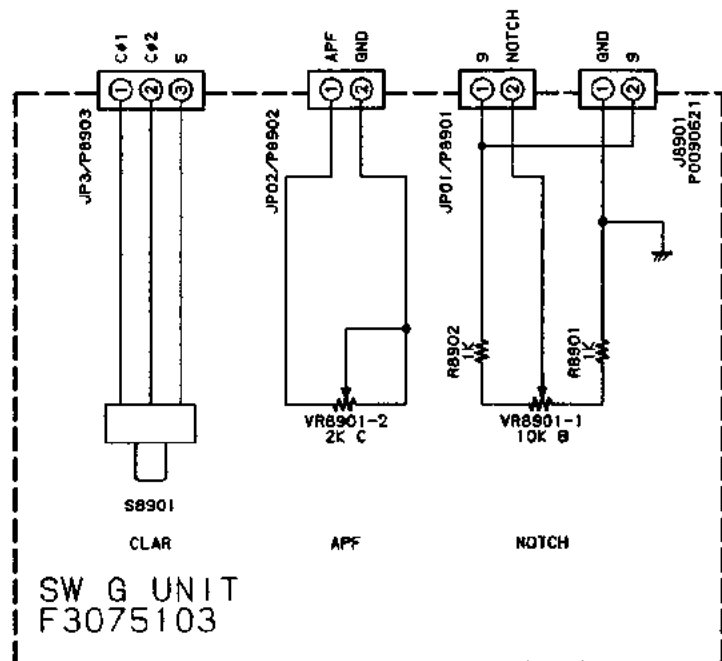 C#1 C#2 5
APF GND
9 NOTCH
GND 9
1 2 3
1 2
1 2
1 2
JP3/P8903
JP02/P8902
JP01/P8901
J8901
P0090621
R8902
1K
R8901
1K
VR8901-2
2K C
VR8901-1
10K B
S8901
CLAR
APF
NOTCH
SW G UNIT
F3075103